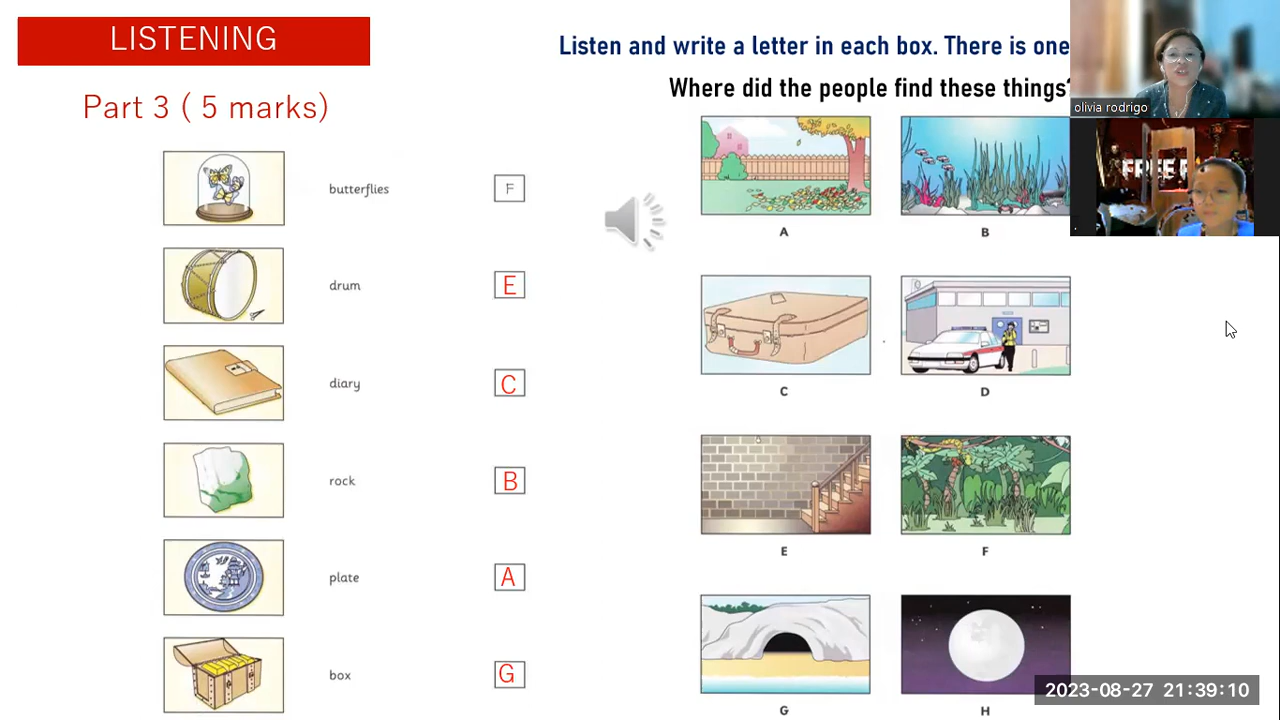 LISTENING
Part 3 ( 5 marks)
Listen and write a letter in each box. There is one
Where did the people find these things?
olivia rodrigo
FREE
butterflies F
drum E
diary C
rock B
plate A
box G
A B
C D
E F
G H
2023-08-27 21:39:10